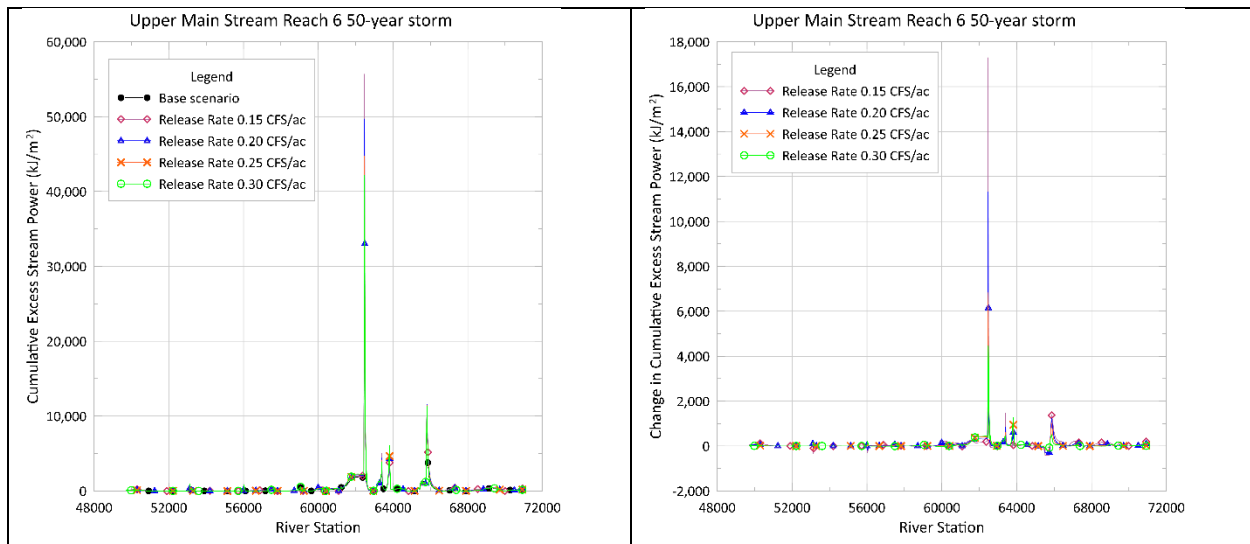 Upper Main Stream Reach 6 50-year storm
60,000
50,000
40,000
30,000
20,000
10,000
0
Cumulative Excess Stream Power (kJ/m²)
Legend
Base scenario
Release Rate 0.15 CFS/ac
Release Rate 0.20 CFS/ac
Release Rate 0.25 CFS/ac
Release Rate 0.30 CFS/ac
48000 52000 56000 60000 64000 68000 72000
River Station
Upper Main Stream Reach 6 50-year storm
18,000
16,000
14,000
12,000
10,000
8,000
6,000
4,000
2,000
0
-2,000
Change in Cumulative Excess Stream Power (kJ/m²)
Legend
Release Rate 0.15 CFS/ac
Release Rate 0.20 CFS/ac
Release Rate 0.25 CFS/ac
Release Rate 0.30 CFS/ac
48000 52000 56000 60000 64000 68000 72000
River Station